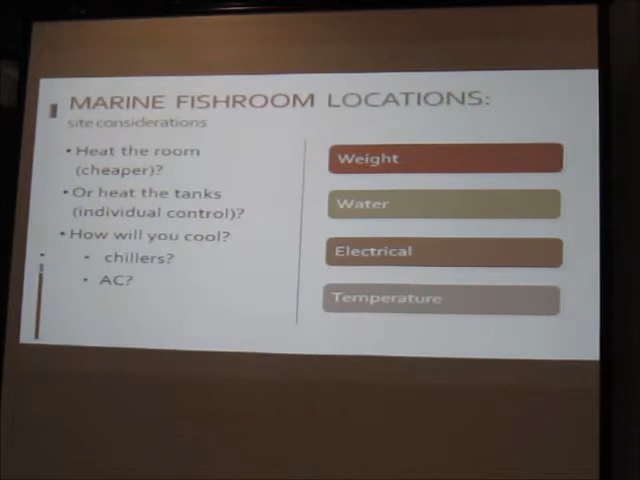 MARINE FISHROOM LOCATIONS:
site considerations
• Heat the room
(cheaper)?
• Or heat the tanks
(individual control)?
• How will you cool?
• chillers?
• AC?
Weight
Water
Electrical
Temperature